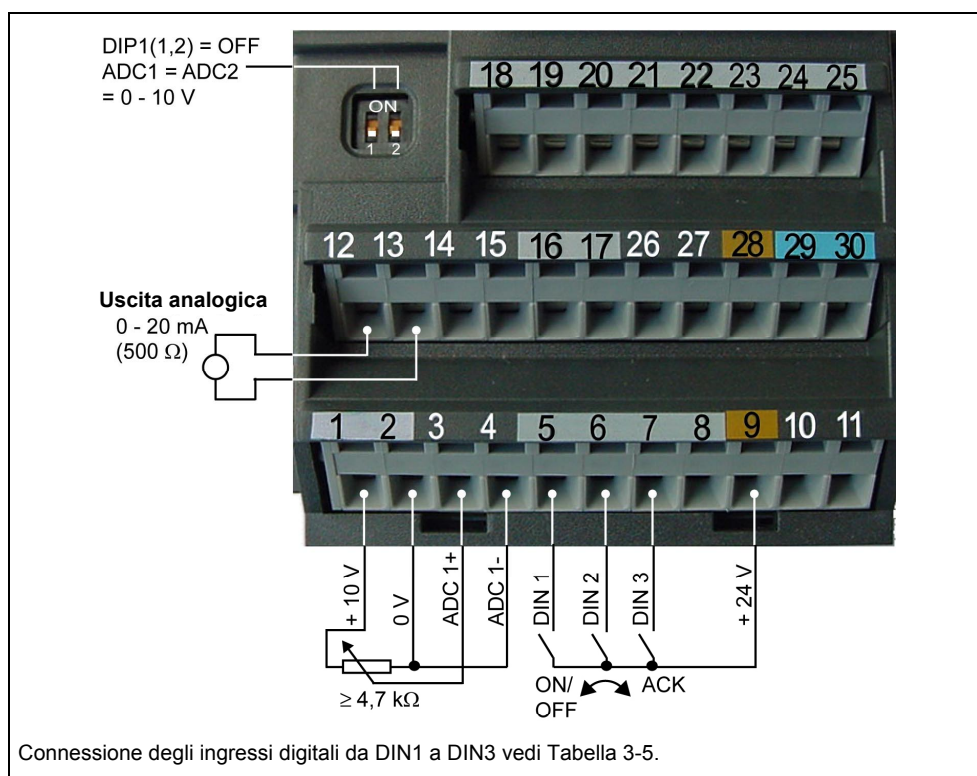 DIP1(1,2) = OFF
ADC1 = ADC2
= 0 - 10 V
ON
1 2
18 19 20 21 22 23 24 25
12 13 14 15 16 17 26 27 28 29 30
Uscita analogica
0 - 20 mA
(500 Ω)
1 2 3 4 5 6 7 8 9 10 11
+ 10 V
0 V
ADC 1+
ADC 1-
DIN 1
DIN 2
DIN 3
+ 24 V
≥ 4,7 kΩ
ON/
OFF
ACK
Connessione degli ingressi digitali da DIN1 a DIN3 vedi Tabella 3-5.